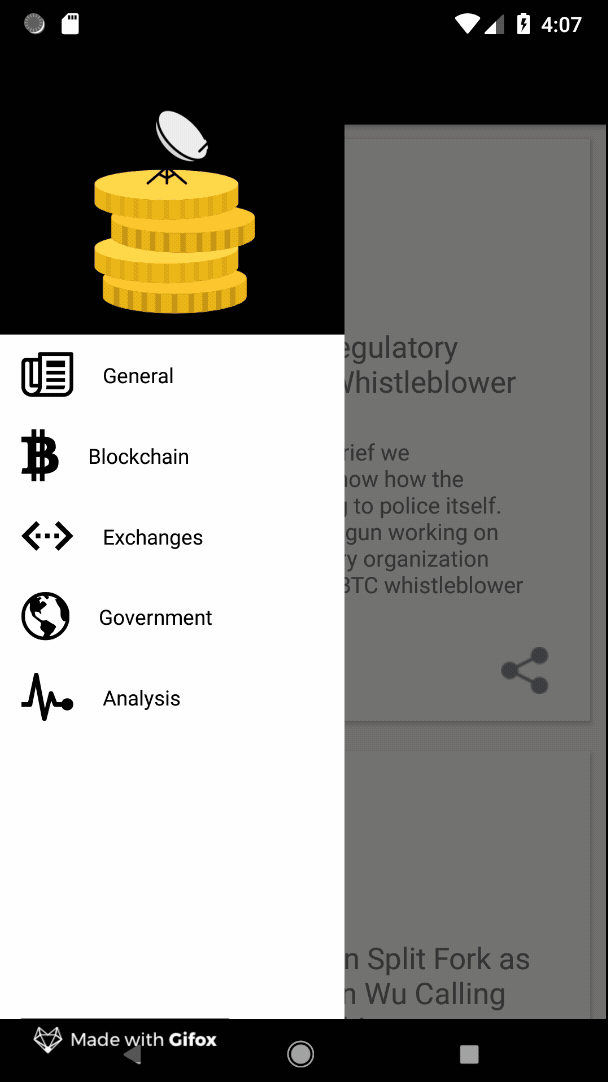 4:07
General
Blockchain
Exchanges
Government
Analysis
egulatory
Whistleblower
rief we
now how the
to police itself.
gun working on
ry organization
BTC whistleblower
n Split Fork as
n Wu Calling
Made with Gifox